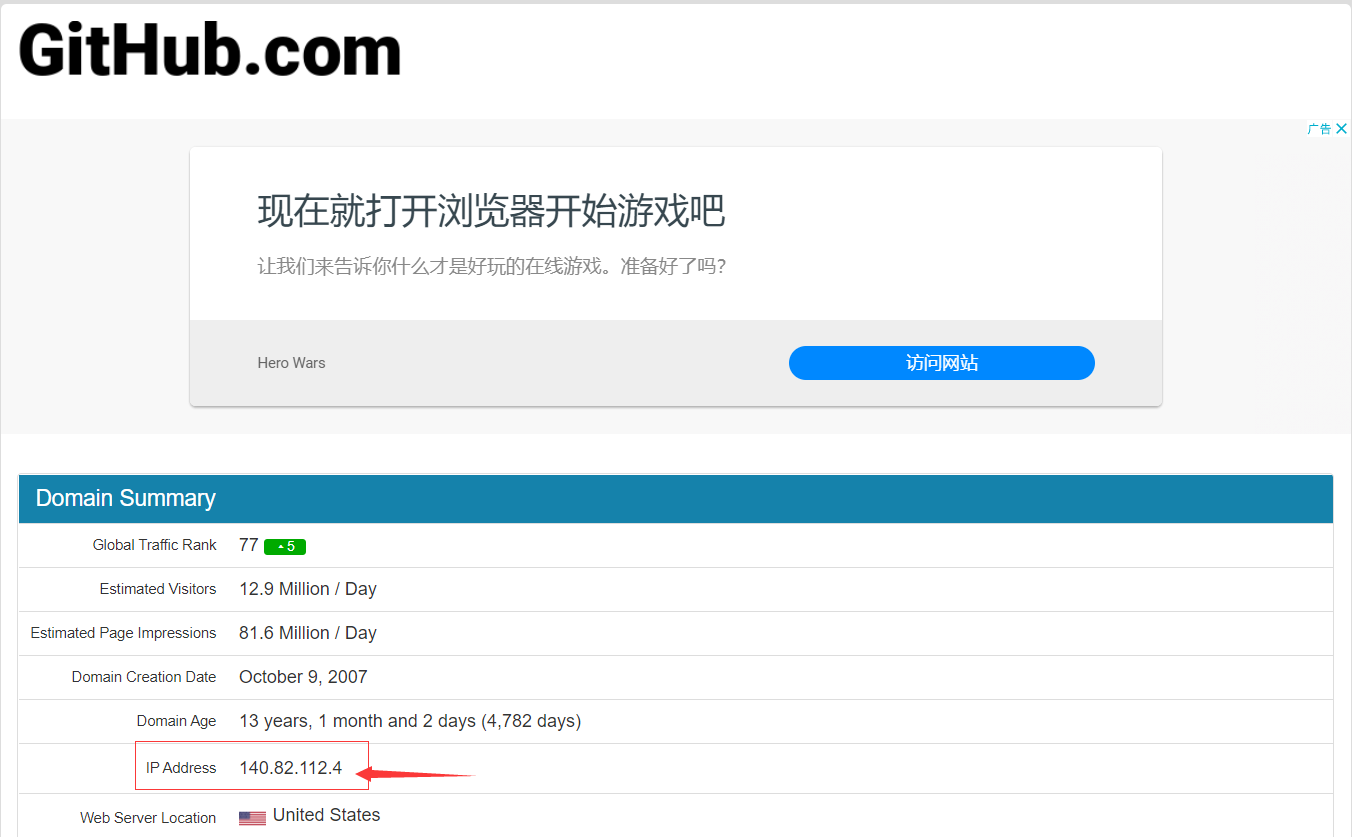 GitHub.com
广告
现在就打开浏览器开始游戏吧
让我们来告诉你什么才是好玩的在线游戏。准备好了吗?
Hero Wars
访问网站
Domain Summary
Global Traffic Rank 77 5
Estimated Visitors 12.9 Million / Day
Estimated Page Impressions 81.6 Million / Day
Domain Creation Date October 9, 2007
Domain Age 13 years, 1 month and 2 days (4,782 days)
IP Address 140.82.112.4
Web Server Location United States